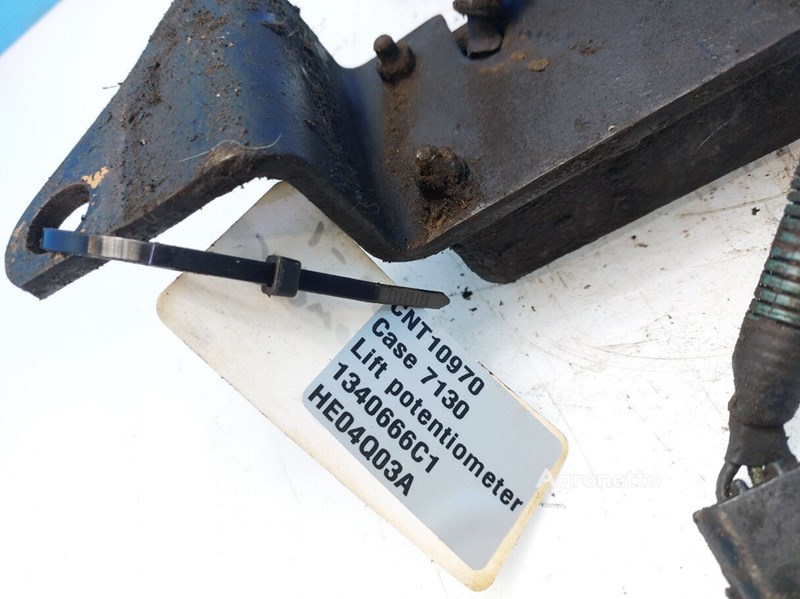 CNT10970
Case 7130
Lift potentiometer
1340666C1
HE04Q03A
Agronetto